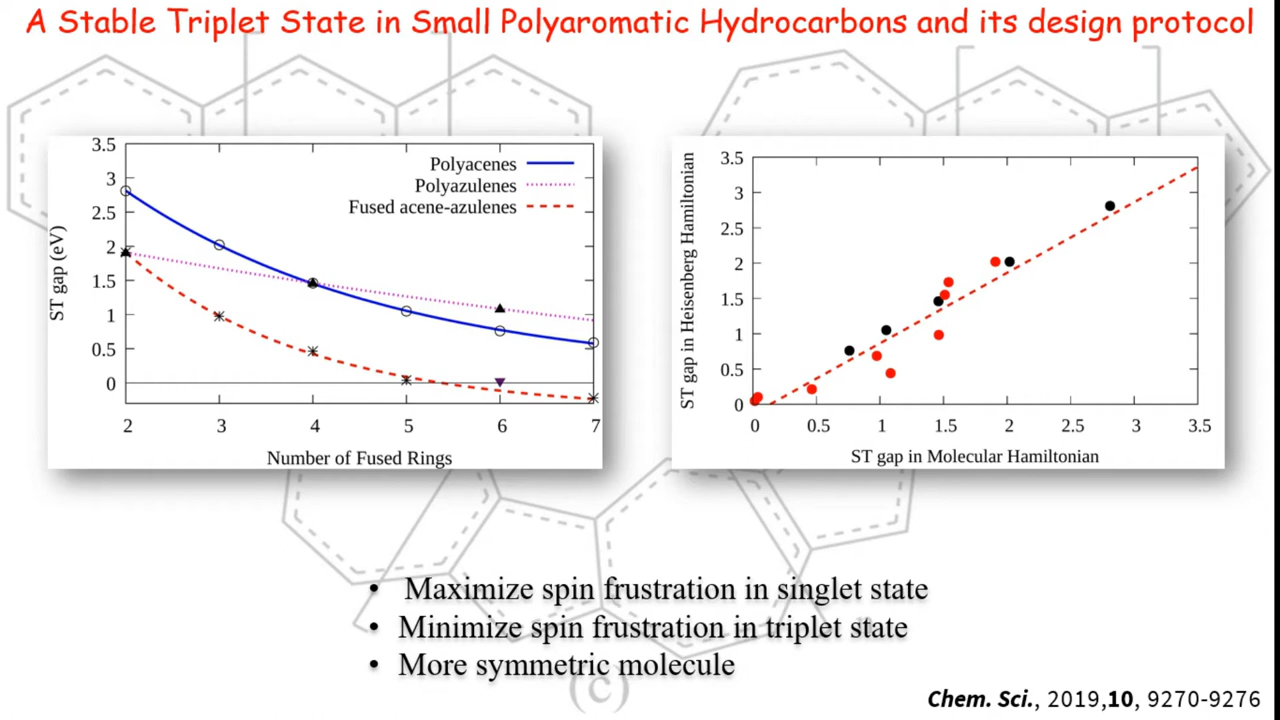 A Stable Triplet State in Small Polyaromatic Hydrocarbons and its design protocol
3.5
3
2.5
2
1.5
1
0.5
0
ST gap (eV)
Polyacenes
Polyazulenes
Fused acene-azulenes
2 3 4 5 6 7
Number of Fused Rings
3.5
3
2.5
2
1.5
1
0.5
0
ST gap in Heisenberg Hamiltonian
0 0.5 1 1.5 2 2.5 3 3.5
ST gap in Molecular Hamiltonian
• Maximize spin frustration in singlet state
• Minimize spin frustration in triplet state
• More symmetric molecule
(c)
Chem. Sci., 2019,10, 9270-9276